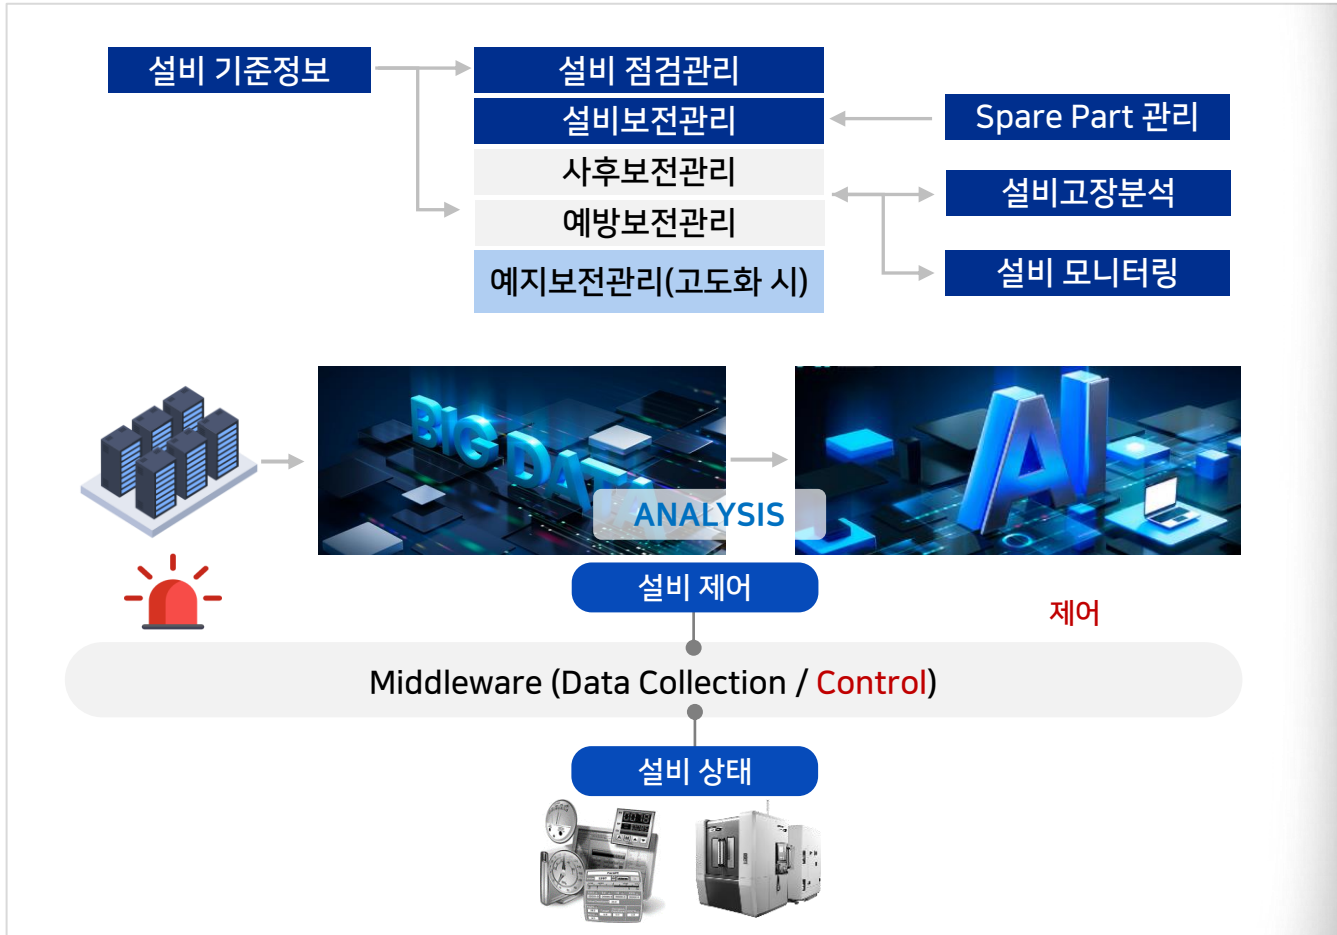 설비 기준정보
설비 점검관리
설비보전관리
Spare Part 관리
사후보전관리
설비고장분석
예방보전관리
설비 모니터링
예지보전관리(고도화 시)
BIG DATA
AI
ANALYSIS
설비 제어
제어
Middleware (Data Collection / Control)
설비 상태